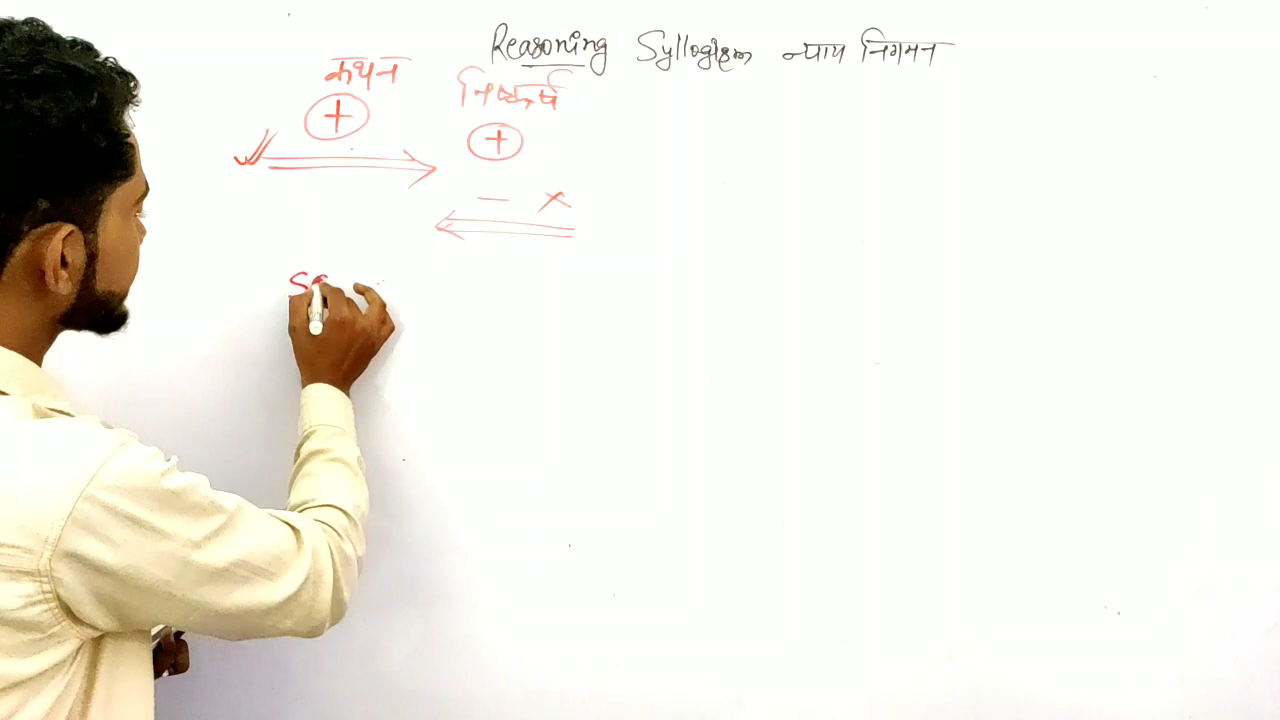 Reasoning Syllogism न्याय निगमन
कथन निष्कर्ष
+ +
- ×